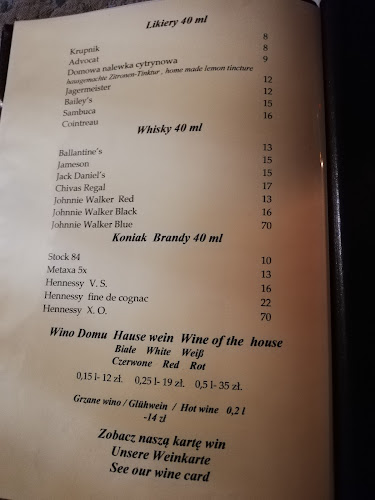 Likiery 40 ml
Krupnik 8
Advocat 8
Domowa nalewka cytrynowa 9
hausgemachte Zitronen-Tinktur , home made lemon tincture
Jagermeister 12
Bailey's 12
Sambuca 15
Cointreau 16
Whisky 40 ml
Ballantine's 13
Jameson 15
Jack Daniel's 15
Chivas Regal 17
Johnnie Walker Red 13
Johnnie Walker Black 16
Johnnie Walker Blue 70
Koniak Brandy 40 ml
Stock 84 10
Metaxa 5x 13
Hennessy V. S. 16
Hennessy fine de cognac 22
Hennessy X. O. 70
Wino Domu Hause wein Wine of the house
Białe White Weiß
Czerwone Red Rot
0,15 l- 12 zł. 0,25 l- 19 zł. 0,5 l- 35 zł.
Grzane wino / Glühwein / Hot wine 0,2 l
-14 zł
Zobacz naszą kartę win
Unsere Weinkarte
See our wine card